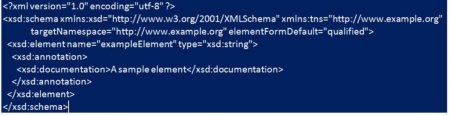 <?xml version="1.0" encoding="utf-8" ?>
<xsd:schema xmlns:xsd="http://www.w3.org/2001/XMLSchema" xmlns:tns="http://www.example.org"
targetNamespace="http://www.example.org" elementFormDefault="qualified">
<xsd:element name="exampleElement" type="xsd:string">
<xsd:annotation>
<xsd:documentation>A sample element</xsd:documentation>
</xsd:annotation>
</xsd:element>
</xsd:schema>